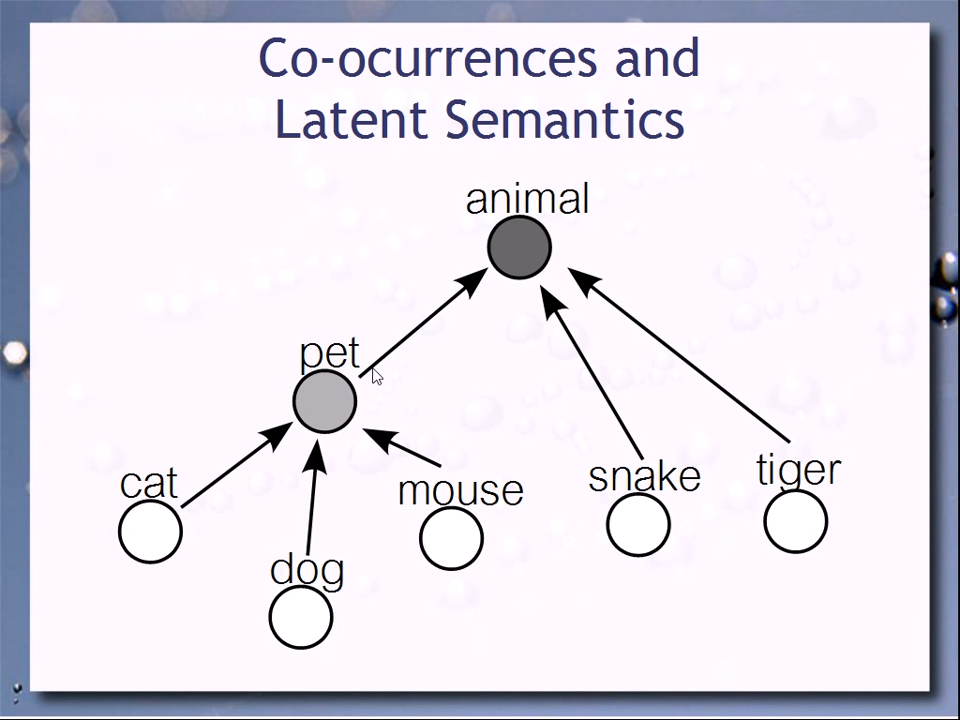 Co-ocurrences and
Latent Semantics
animal
pet
cat
mouse
snake
tiger
dog